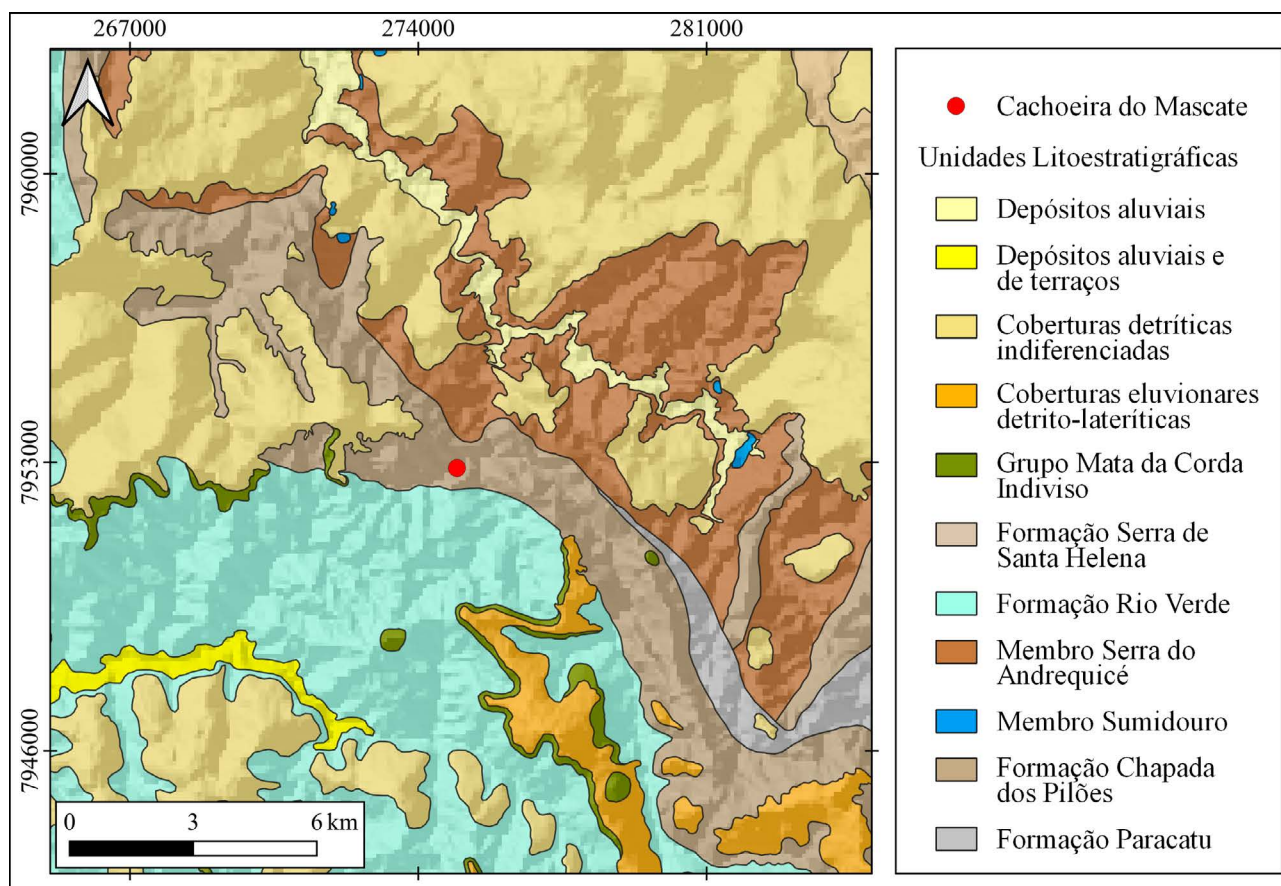 267000
274000
281000
7960000
7953000
7946000
0 3 6 km
Cachoeira do Mascate
Unidades Litoestratigráficas
Depósitos aluviais
Depósitos aluviais e
de terraços
Coberturas detríticas
indiferenciadas
Coberturas eluvionares
detrito-lateríticas
Grupo Mata da Corda
Indiviso
Formação Serra de
Santa Helena
Formação Rio Verde
Membro Serra do
Andrequicé
Membro Sumidouro
Formação Chapada
dos Pilões
Formação Paracatu